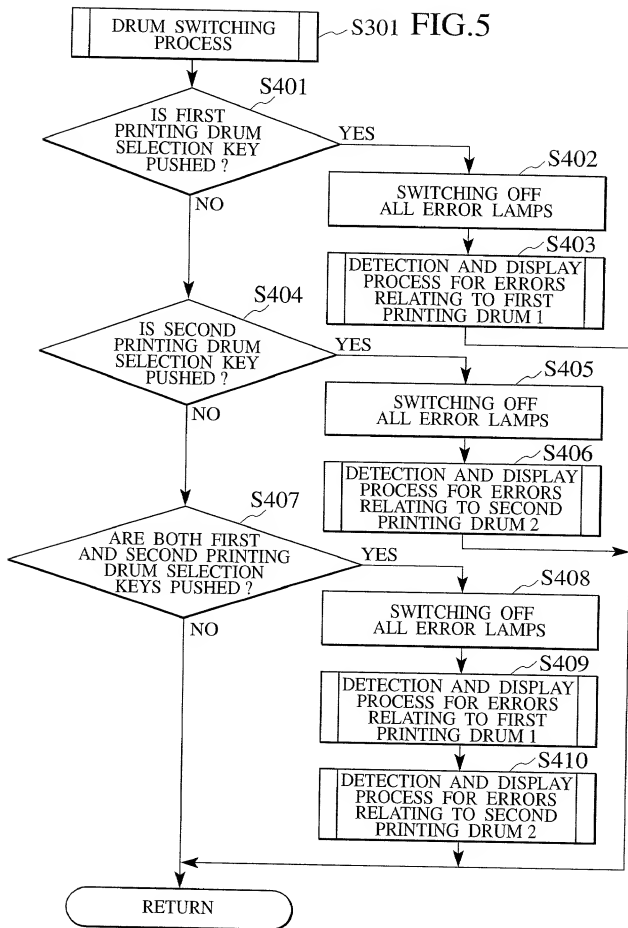 DRUM SWITCHING
PROCESS
S301 FIG.5
S401
IS FIRST
PRINTING DRUM
SELECTION KEY
PUSHED ?
YES
NO
S402
SWITCHING OFF
ALL ERROR LAMPS
S403
DETECTION AND DISPLAY
PROCESS FOR ERRORS
RELATING TO FIRST
PRINTING DRUM 1
S404
IS SECOND
PRINTING DRUM
SELECTION KEY
PUSHED ?
YES
NO
S405
SWITCHING OFF
ALL ERROR LAMPS
S406
DETECTION AND DISPLAY
PROCESS FOR ERRORS
RELATING TO SECOND
PRINTING DRUM 2
S407
ARE BOTH FIRST
AND SECOND PRINTING
DRUM SELECTION
KEYS PUSHED ?
YES
NO
S408
SWITCHING OFF
ALL ERROR LAMPS
S409
DETECTION AND DISPLAY
PROCESS FOR ERRORS
RELATING TO FIRST
PRINTING DRUM 1
S410
DETECTION AND DISPLAY
PROCESS FOR ERRORS
RELATING TO SECOND
PRINTING DRUM 2
RETURN